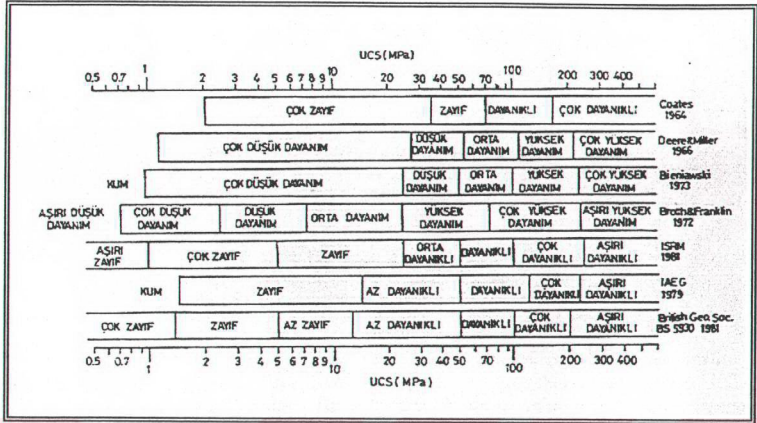 UCS (MPa)
0.5 0.7 1 2 3 4 5 6 7 8 9 10 20 30 40 50 70 100 200 300 400
ÇOK ZAYIF ZAYIF DAYANIKLI ÇOK DAYANIKLI Coates
1964
ÇOK DÜŞÜK DAYANIM DÜŞÜK DAYANIM ORTA DAYANIM YÜKSEK DAYANIM ÇOK YÜKSEK DAYANIM Deere&Miller
1966
KUM ÇOK DÜŞÜK DAYANIM DÜŞÜK DAYANIM ORTA DAYANIM YÜKSEK DAYANIM ÇOK YÜKSEK DAYANIM Bieniawski
1973
AŞIRI DÜŞÜK DAYANIM ÇOK DÜŞÜK DAYANIM DÜŞÜK DAYANIM ORTA DAYANIM YÜKSEK DAYANIM ÇOK YÜKSEK DAYANIM AŞIRI YÜKSEK DAYANIM Broch&Franklin
1972
AŞIRI ZAYIF ÇOK ZAYIF ZAYIF ORTA DAYANIKLI DAYANIKLI ÇOK DAYANIKLI AŞIRI DAYANIKLI ISRM
1981
KUM ZAYIF AZ DAYANIKLI DAYANIKLI ÇOK DAYANIKLI AŞIRI DAYANIKLI IAEG
1979
ÇOK ZAYIF ZAYIF AZ ZAYIF AZ DAYANIKLI DAYANIKLI ÇOK DAYANIKLI AŞIRI DAYANIKLI British Geo. Soc.
BS 5930 1981
0.5 0.7 1 2 3 4 5 6 7 8 9 10 20 30 40 50 70 100 200 300 400
UCS (MPa)